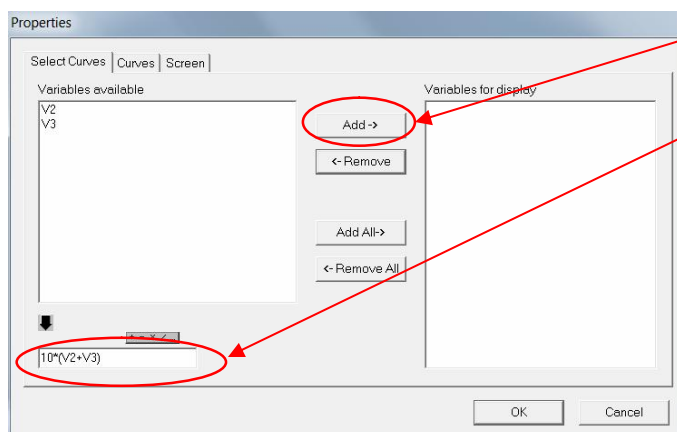 Properties
Select Curves Curves Screen
Variables available
Variables for display
V2
V3
Add ->
<- Remove
Add All->
<- Remove All
10*(V2+V3)
OK
Cancel